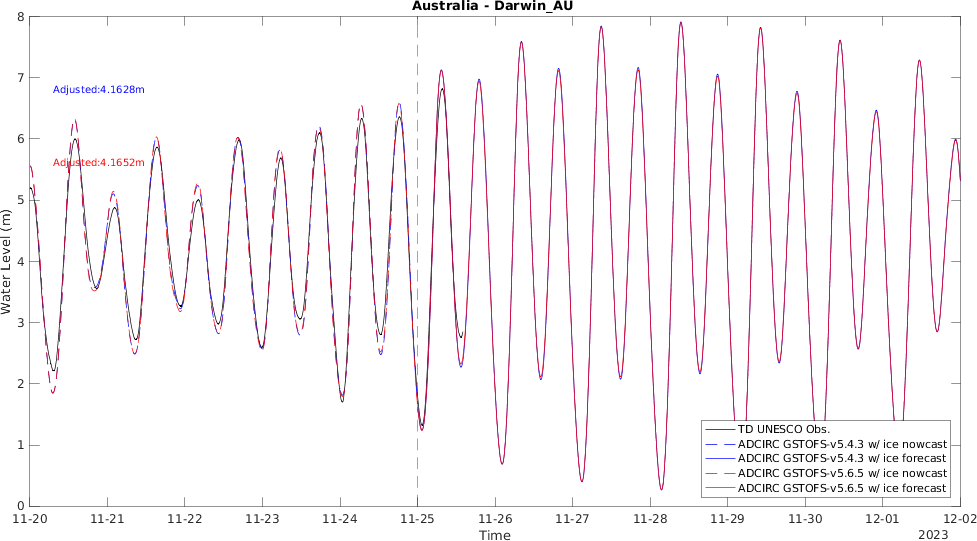 Australia - Darwin_AU
8
7
6
5
4
3
2
1
0
Water Level (m)
Adjusted:4.1628m
Adjusted:4.1652m
TD UNESCO Obs.
ADCIRC GSTOFS-v5.4.3 w/ ice nowcast
ADCIRC GSTOFS-v5.4.3 w/ ice forecast
ADCIRC GSTOFS-v5.6.5 w/ ice nowcast
ADCIRC GSTOFS-v5.6.5 w/ ice forecast
11-20 11-21 11-22 11-23 11-24 11-25 11-26 11-27 11-28 11-29 11-30 12-01 12-02
Time
2023